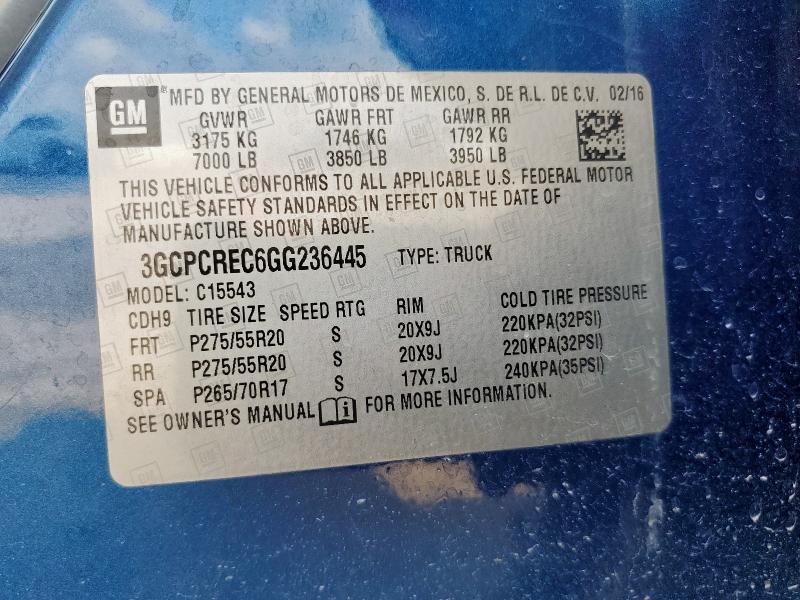 GM MFD BY GENERAL MOTORS DE MEXICO, S. DE R.L. DE C.V. 02/16
GVWR GAWR FRT GAWR RR
3175 KG 1746 KG 1792 KG
7000 LB 3850 LB 3950 LB
THIS VEHICLE CONFORMS TO ALL APPLICABLE U.S. FEDERAL MOTOR
VEHICLE SAFETY STANDARDS IN EFFECT ON THE DATE OF
MANUFACTURE SHOWN ABOVE.
3GCPCREC6GG236445 TYPE: TRUCK
MODEL: C15543
CDH9 TIRE SIZE SPEED RTG RIM COLD TIRE PRESSURE
FRT P275/55R20 S 20X9J 220KPA(32PSI)
RR P275/55R20 S 20X9J 220KPA(32PSI)
SPA P265/70R17 S 17X7.5J 240KPA(35PSI)
SEE OWNER'S MANUAL FOR MORE INFORMATION.